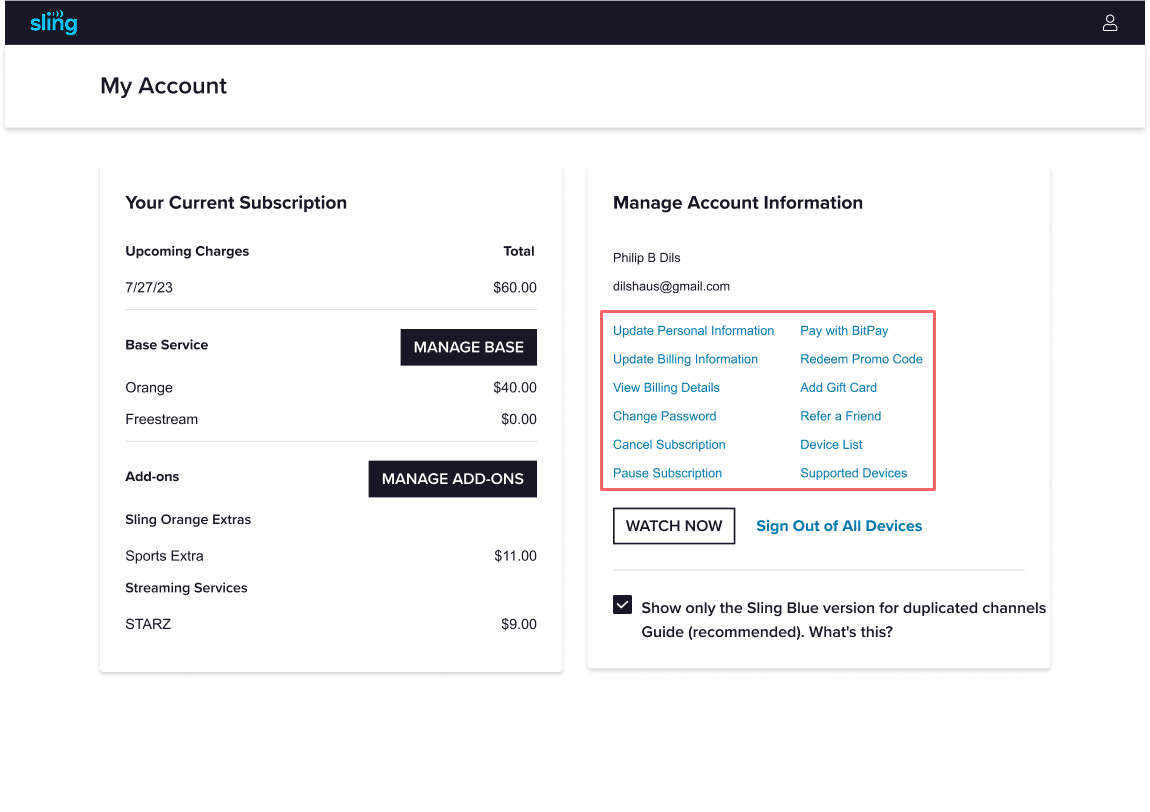 sling
My Account
Your Current Subscription
Upcoming Charges Total
7/27/23 $60.00
Base Service MANAGE BASE
Orange $40.00
Freestream $0.00
Add-ons MANAGE ADD-ONS
Sling Orange Extras
Sports Extra $11.00
Streaming Services
STARZ $9.00
Manage Account Information
Philip B Dils
dilshaus@gmail.com
Update Personal Information Pay with BitPay
Update Billing Information Redeem Promo Code
View Billing Details Add Gift Card
Change Password Refer a Friend
Cancel Subscription Device List
Pause Subscription Supported Devices
WATCH NOW Sign Out of All Devices
Show only the Sling Blue version for duplicated channels
Guide (recommended). What's this?